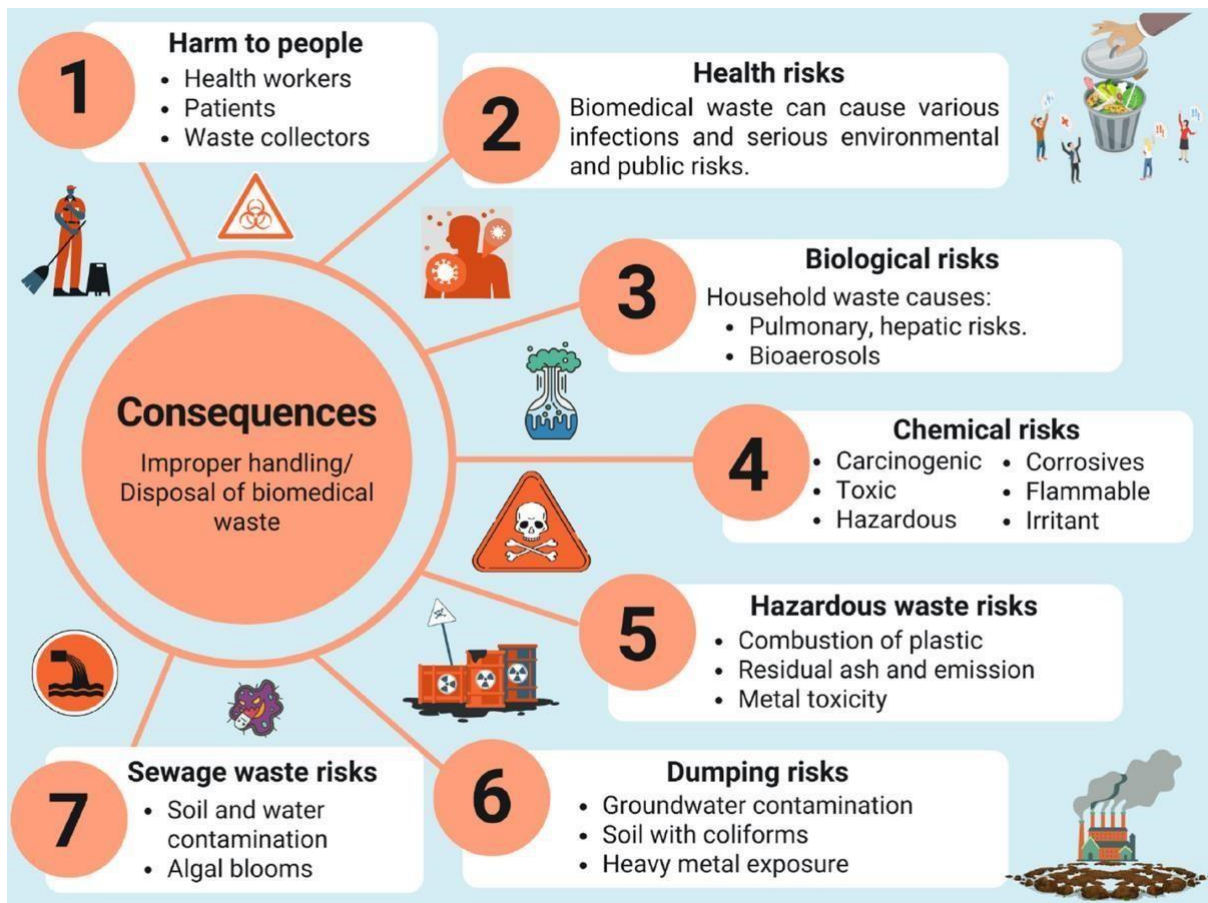 1
Harm to people
• Health workers
• Patients
• Waste collectors
2
Health risks
Biomedical waste can cause various
infections and serious environmental
and public risks.
3
Biological risks
Household waste causes:
• Pulmonary, hepatic risks.
• Bioaerosols
Consequences
Improper handling/
Disposal of biomedical
waste
4
Chemical risks
• Carcinogenic
• Toxic
• Hazardous
• Corrosives
• Flammable
• Irritant
5
Hazardous waste risks
• Combustion of plastic
• Residual ash and emission
• Metal toxicity
6
Dumping risks
• Groundwater contamination
• Soil with coliforms
• Heavy metal exposure
7
Sewage waste risks
• Soil and water
contamination
• Algal blooms